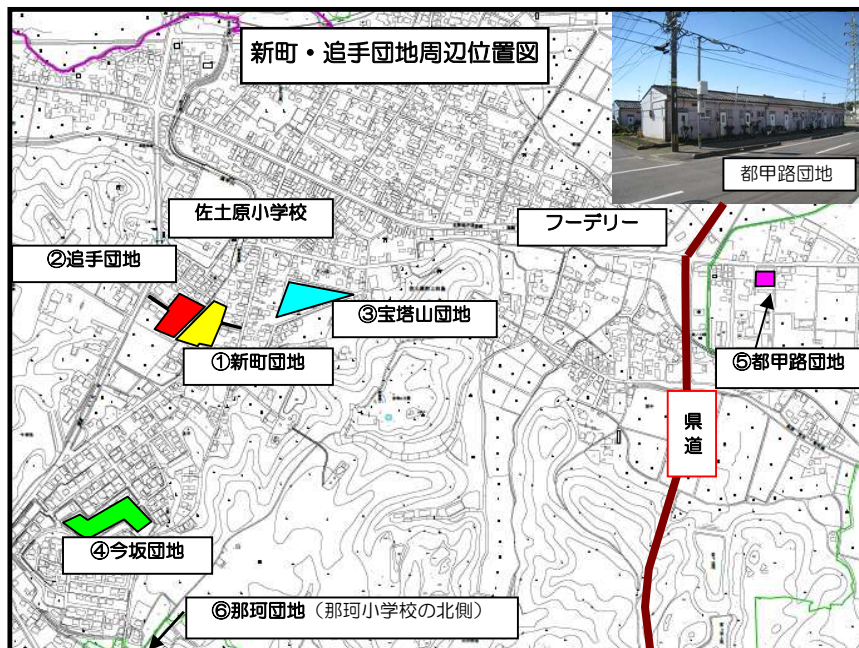 新町・追手団地周辺位置図
都甲路団地
佐土原小学校
フーデリー
②追手団地
③宝塔山団地
①新町団地
⑤都甲路団地
県道
④今坂団地
⑥那珂団地（那珂小学校の北側）